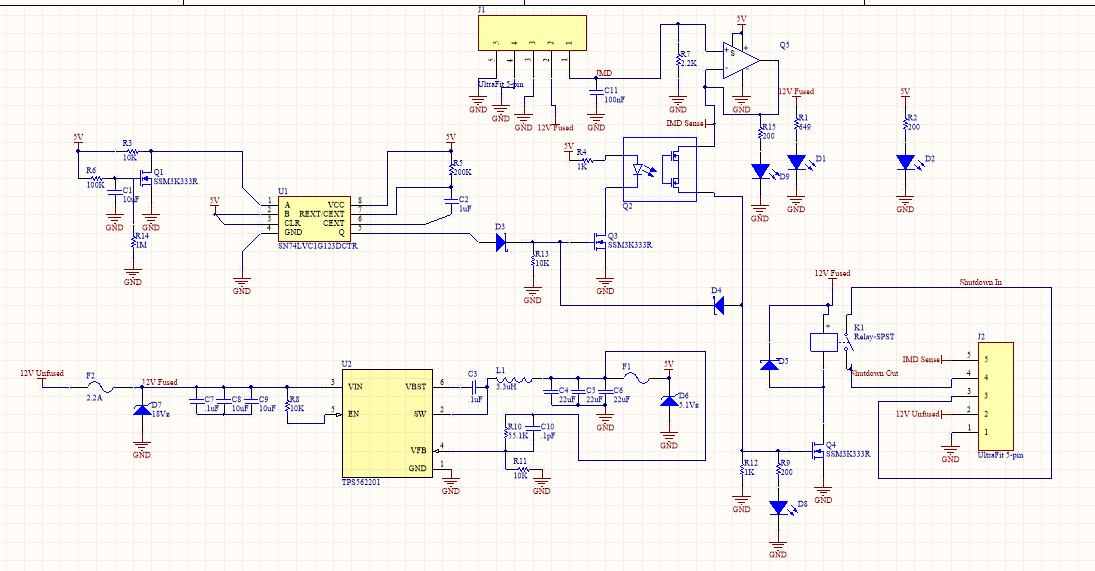 J1
5 4 3 2 1
5 4 3 2 1
UltraFit 5-pin
GND
GND
GND
12V Fused
IMD
C11
100nF
GND
R7
2.2K
GND
5V
Q5
+
+
S
-
-
GND
IMD Sense
R15
200
D9
GND
12V Fused
R1
649
D1
GND
5V
R2
200
D2
GND
5V
R3
10K
R6
100K
C1
10uF
GND
Q1
SSM3K333R
GND
R14
1M
GND
5V
GND
U1
1 A VCC 8
2 B REXT/CEXT 7
3 CLR CEXT 6
4 GND Q 5
SN74LVC1G123DCTR
5V
R5
200K
C2
1uF
GND
D3
R13
10K
GND
5V
R4
1K
Q2
Q3
SSM3K333R
GND
D4
12V Fused
D5
+
K1
Relay-SPST
Shutdown In
Shutdown Out
J2
IMD Sense 5 5
4 4
3 3
12V Unfused 2 2
1 1
GND
UltraFit 5-pin
Q4
SSM3K333R
GND
R12
1K
GND
R9
200
D8
GND
12V Unfused
F2
2.2A
12V Fused
D7
18Vz
GND
C7
.1uF
C8
10uF
C9
10uF
GND
R8
10K
U2
3 VIN VBST 6
5 EN SW 2
VFB 4
GND 1
TPS562201
GND
C3
.1uF
L1
3.3uH
C4
22uF
C5
22uF
C6
22uF
GND
F1
5V
D6
5.1Vz
GND
R10
55.1K
C10
.1pF
R11
10K
GND